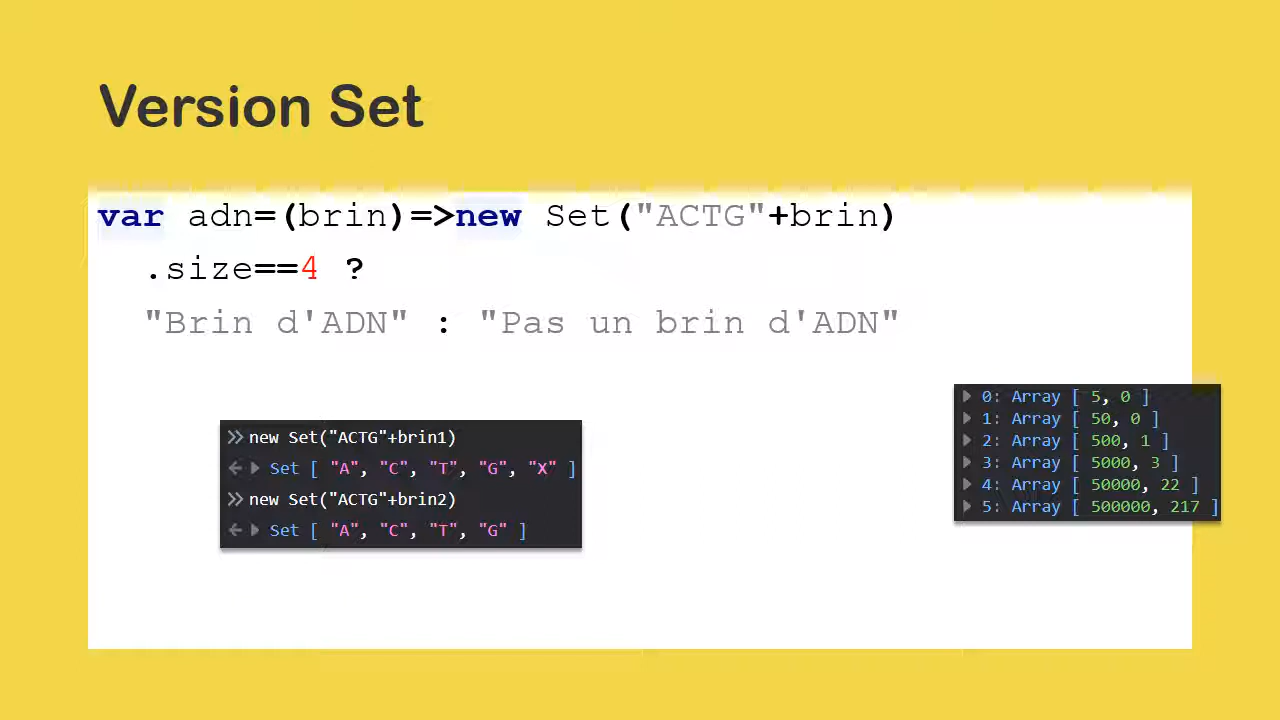 Version Set
var adn=(brin)=>new Set("ACTG"+brin)
.size==4 ?
"Brin d'ADN" : "Pas un brin d'ADN"
0: Array [ 5, 0 ]
1: Array [ 50, 0 ]
2: Array [ 500, 1 ]
3: Array [ 5000, 3 ]
4: Array [ 50000, 22 ]
5: Array [ 500000, 217 ]
new Set("ACTG"+brin1)
Set [ "A", "C", "T", "G", "X" ]
new Set("ACTG"+brin2)
Set [ "A", "C", "T", "G" ]